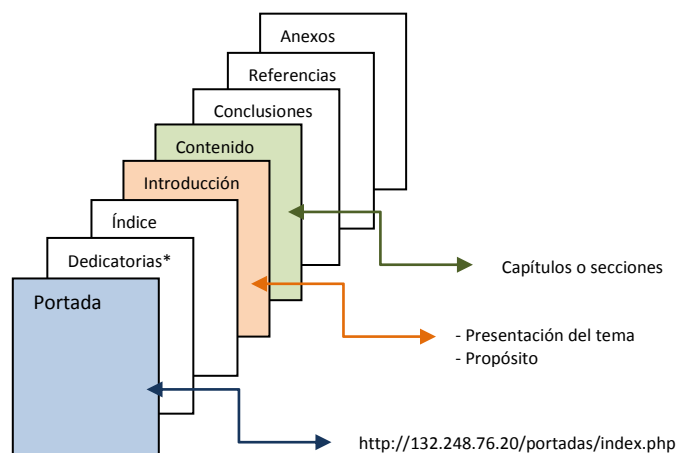 Anexos
Referencias
Conclusiones
Contenido
Introducción
Índice
Dedicatorias*
Portada
Capítulos o secciones
- Presentación del tema
- Propósito
http://132.248.76.20/portadas/index.php